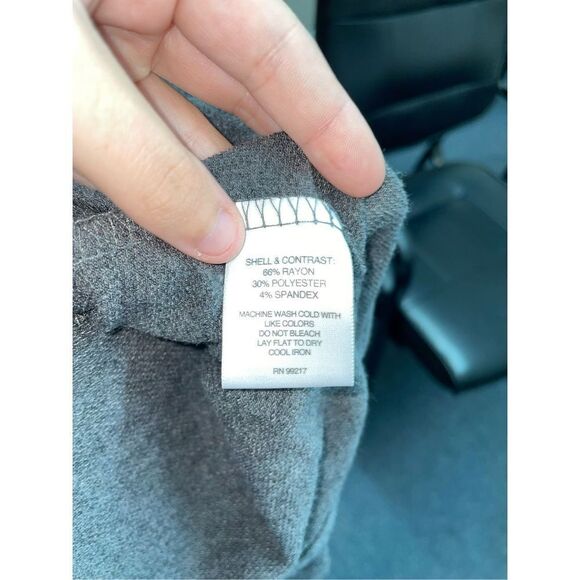 SHELL & CONTRAST:
66% RAYON
30% POLYESTER
4% SPANDEX
MACHINE WASH COLD WITH
LIKE COLORS
DO NOT BLEACH
LAY FLAT TO DRY
COOL IRON
RN 99217